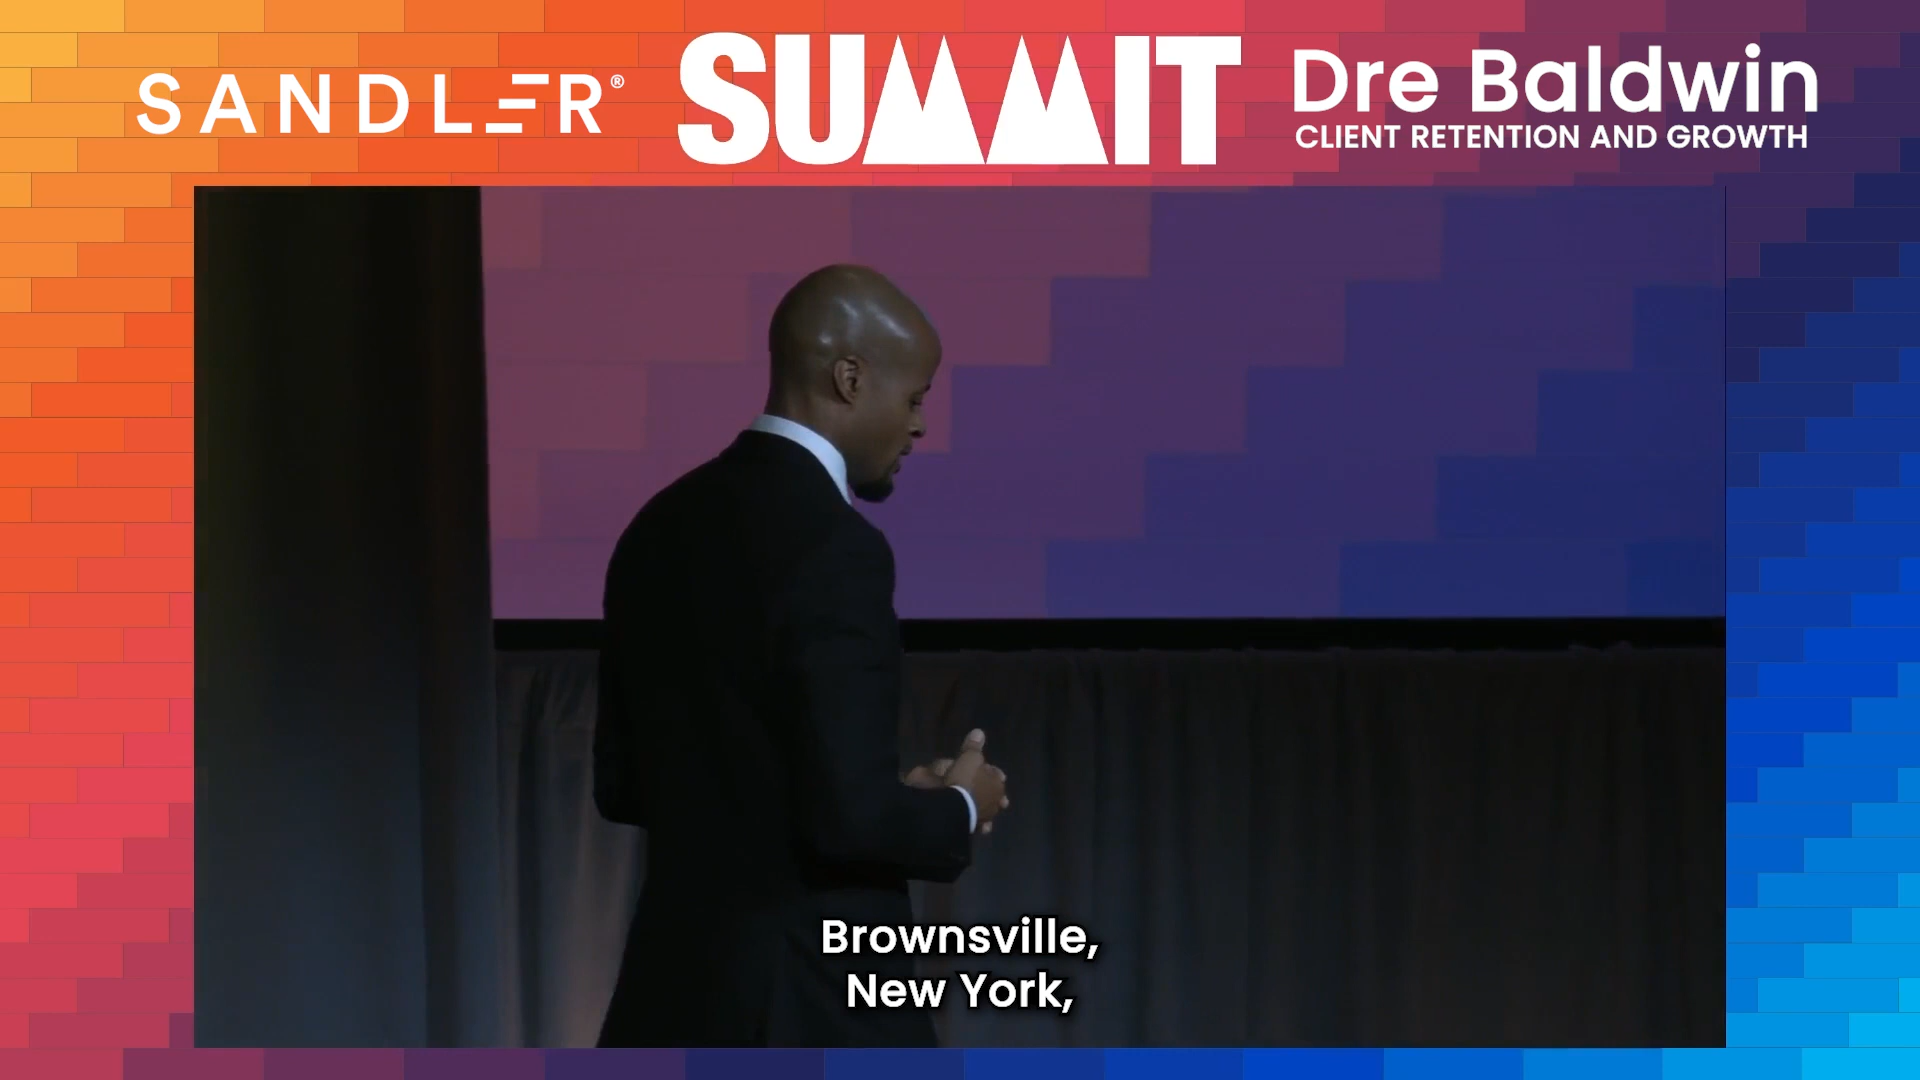 SANDLER®
SUMMIT
Dre Baldwin
CLIENT RETENTION AND GROWTH
Brownsville,
New York,